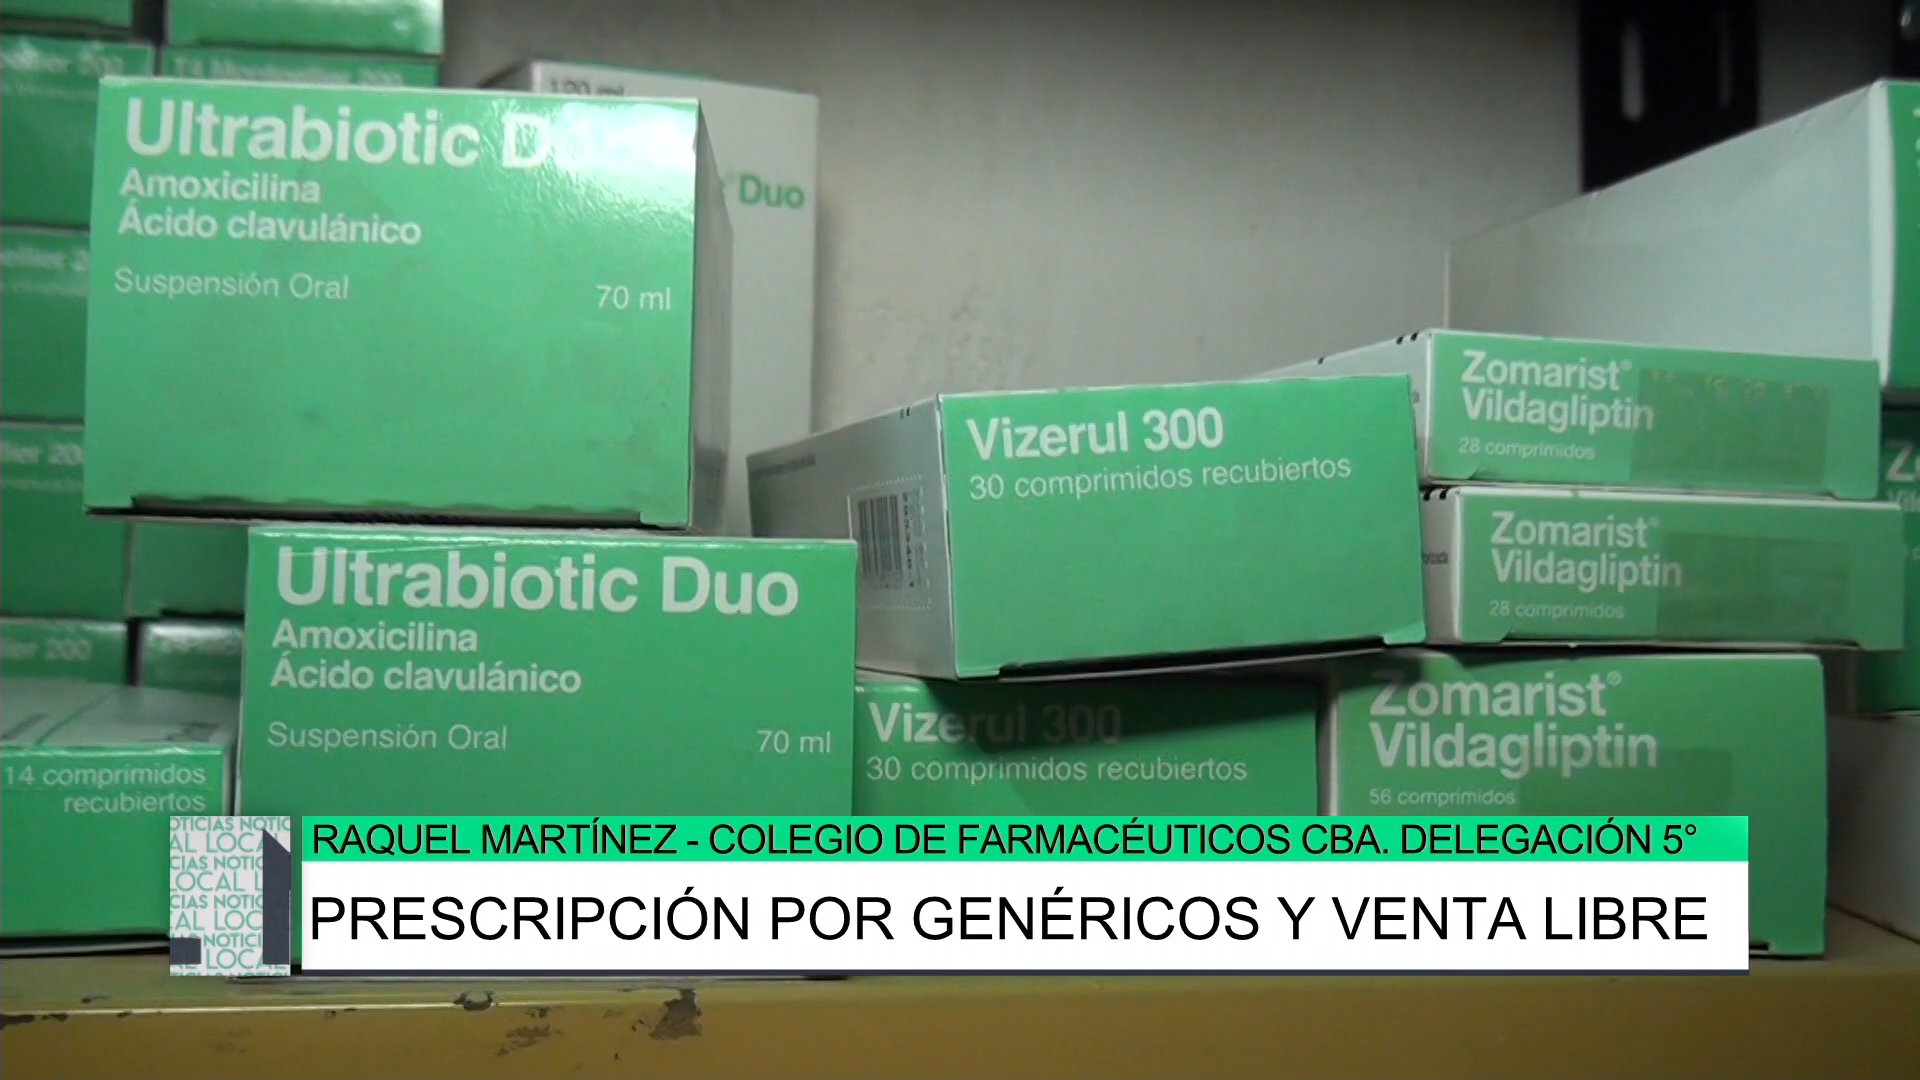 Ultrabiotic D
Amoxicilina
Ácido clavulánico
Suspensión Oral
70 ml
Duo
Ultrabiotic Duo
Amoxicilina
Ácido clavulánico
Suspensión Oral
70 ml
14 comprimidos
recubiertos
Vizerul 300
30 comprimidos recubiertos
Vizerul 300
30 comprimidos recubiertos
Zomarist®
Vildagliptin
28 comprimidos
Zomarist®
Vildagliptin
28 comprimidos
Zomarist®
Vildagliptin
56 comprimidos
RAQUEL MARTÍNEZ - COLEGIO DE FARMACÉUTICOS CBA. DELEGACIÓN 5°
PRESCRIPCIÓN POR GENÉRICOS Y VENTA LIBRE